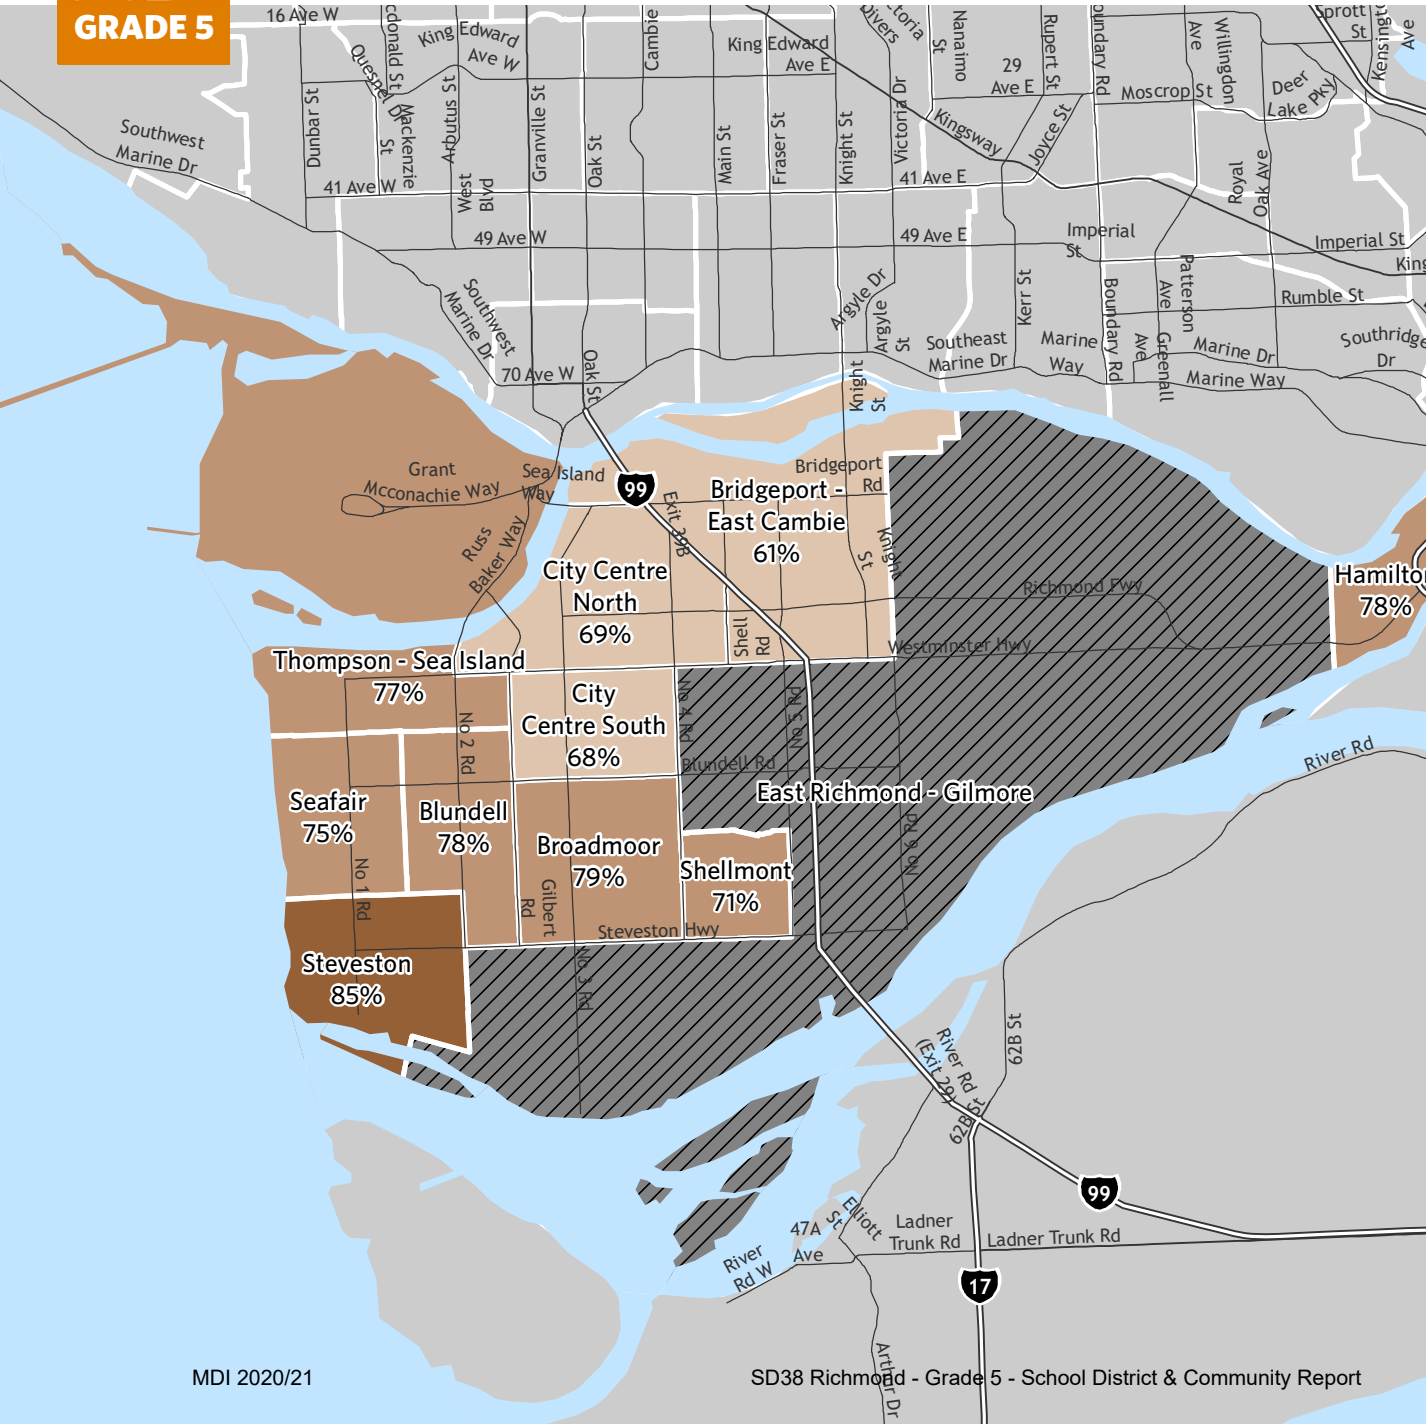 GRADE 5
16 Ave W
King Edward
Ave W
Quesnel Dr
Mackenzie
St
Dunbar St
Arbutus St
West
Blvd
Granville St
Oak St
Cambie
Main St
Fraser St
Knight St
Victoria Dr
King Edward
Ave E
Nanaimo
St
29
Ave E
Rupert St
Joyce St
Kingsway
Moscrop St
Willingdon
Ave
Deer
Lake Pky
Sprott
St
Royal
Oak Ave
Southwest
Marine Dr
41 Ave W
41 Ave E
49 Ave W
49 Ave E
Imperial
St
Imperial St
Rumble St
Patterson
Ave
Boundary Rd
Kerr St
Argyle Dr
Argyle
St
Southwest
Marine Dr
70 Ave W
Oak St
Knight
St
Southeast
Marine Dr
Marine
Way
Greenall
Ave
Marine Dr
Marine Way
Southridge
Dr
Grant
Mcconachie Way
Sea Island
Way
Russ
Baker Way
99
Exit 39B
Bridgeport
Rd
Bridgeport -
East Cambie
61%
Knight
St
City Centre
North
69%
Shell
Rd
Richmond Fwy
Westminster Hwy
Hamilton
78%
Thompson - Sea Island
77%
City
Centre South
68%
No 2 Rd
No 4 Rd
No 5 Rd
Blundell Rd
East Richmond - Gilmore
Seafair
75%
Blundell
78%
Broadmoor
79%
Shellmont
71%
No 6 Rd
No 1 Rd
Gilbert
Rd
Steveston Hwy
Steveston
85%
No 3 Rd
River Rd
62B St
River Rd
(Exit 29)
62B St
99
Elliott
St
47A
Ave
Ladner
Trunk Rd
Ladner Trunk Rd
River
Rd W
17
Arthur Dr
MDI 2020/21
SD38 Richmond - Grade 5 - School District & Community Report